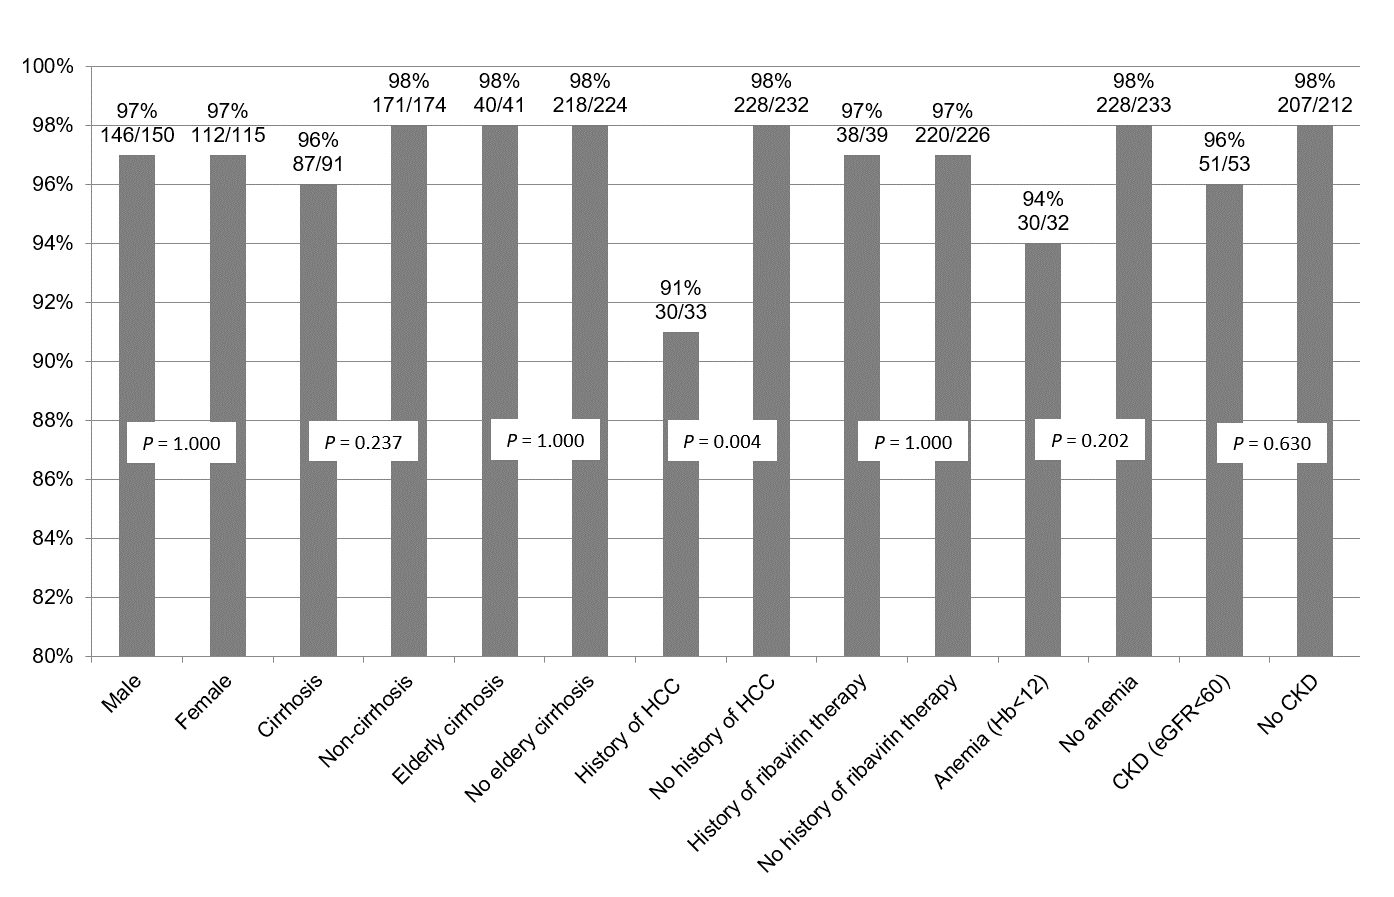 100%
98%
96%
94%
92%
90%
88%
86%
84%
82%
80%
97%
146/150
97%
112/115
96%
87/91
98%
171/174
98%
40/41
98%
218/224
91%
30/33
98%
228/232
97%
38/39
97%
220/226
94%
30/32
98%
228/233
96%
51/53
98%
207/212
P = 1.000
P = 0.237
P = 1.000
P = 0.004
P = 1.000
P = 0.202
P = 0.630
Male
Female
Cirrhosis
Non-cirrhosis
Elderly cirrhosis
No eldery cirrhosis
History of HCC
No history of HCC
History of ribavirin therapy
No history of ribavirin therapy
Anemia (Hb<12)
No anemia
CKD (eGFR<60)
No CKD